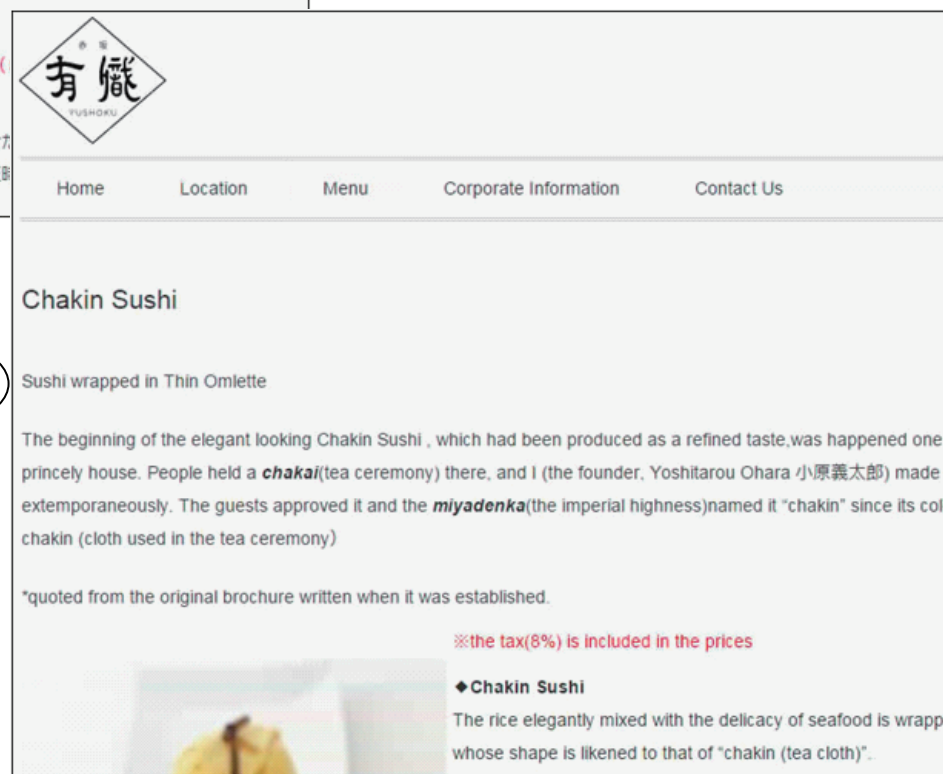 赤坂
有職
YUSHOKU
Home Location Menu Corporate Information Contact Us
Chakin Sushi
Sushi wrapped in Thin Omlette
The beginning of the elegant looking Chakin Sushi , which had been produced as a refined taste,was happened one
princely house. People held a chakai(tea ceremony) there, and I (the founder, Yoshitarou Ohara 小原義太郎) made
extemporaneously. The guests approved it and the miyadenka(the imperial highness)named it “chakin” since its col
chakin (cloth used in the tea ceremony）
*quoted from the original brochure written when it was established.
※the tax(8%) is included in the prices
◆Chakin Sushi
The rice elegantly mixed with the delicacy of seafood is wrapp
whose shape is likened to that of “chakin (tea cloth)”.